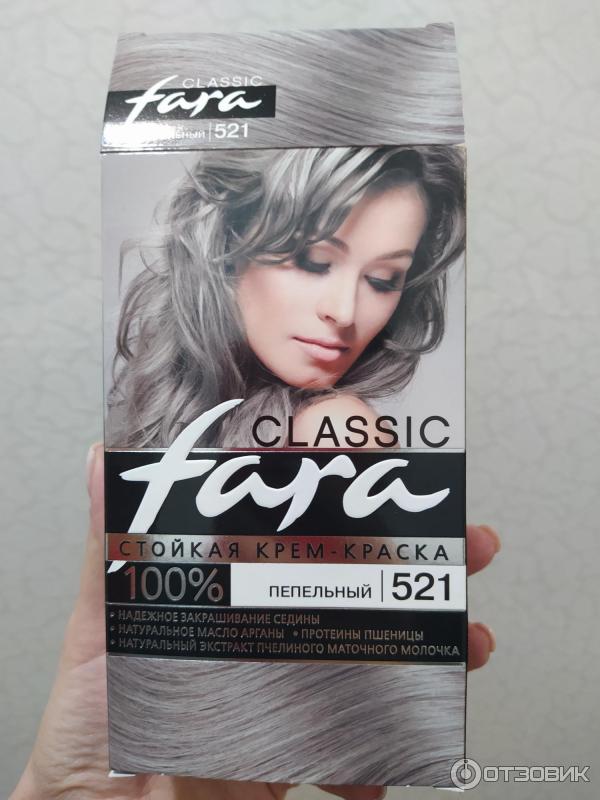 CLASSIC
fara
521
CLASSIC
fara
СТОЙКАЯ КРЕМ-КРАСКА
100% ПЕПЕЛЬНЫЙ | 521
• НАДЕЖНОЕ ЗАКРАШИВАНИЕ СЕДИНЫ
• НАТУРАЛЬНОЕ МАСЛО АРГАНЫ • ПРОТЕИНЫ ПШЕНИЦЫ
• НАТУРАЛЬНЫЙ ЭКСТРАКТ ПЧЕЛИНОГО МАТОЧНОГО МОЛОЧКА
ОТЗОВИК